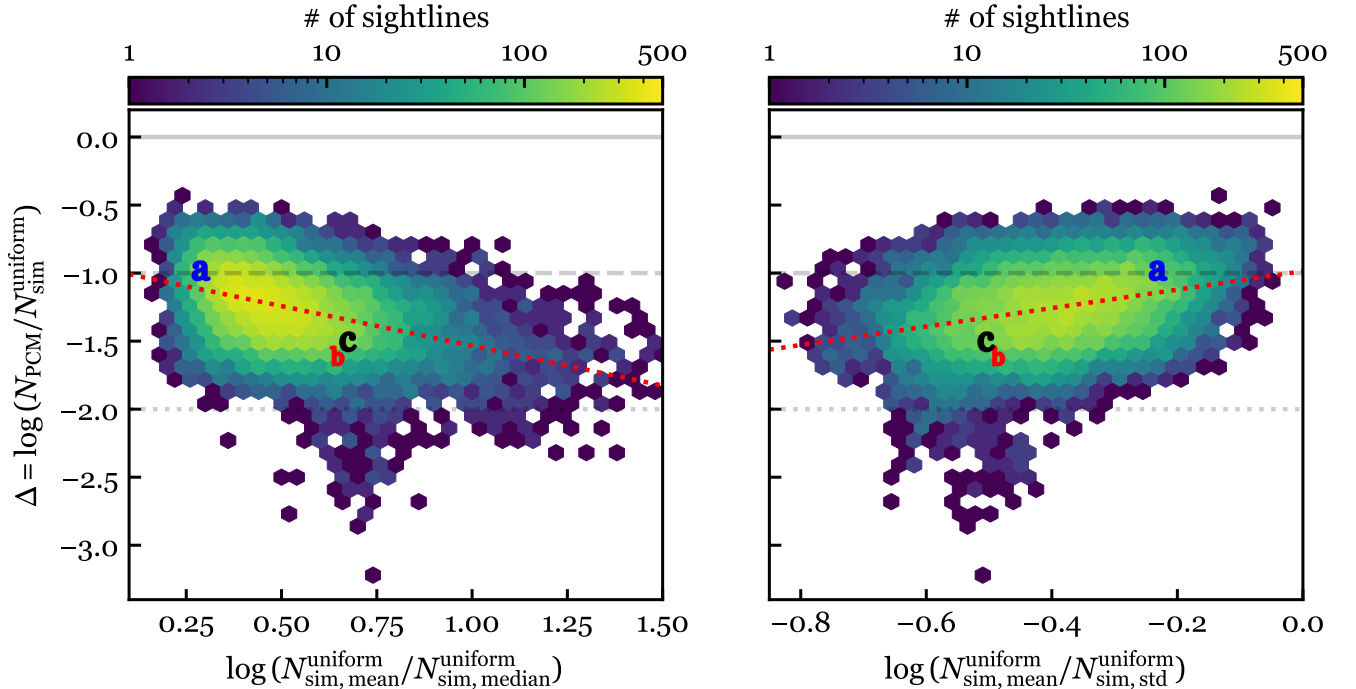 # of sightlines
# of sightlines
1 10 100 500
1 10 100 500
0.0
−0.5
−1.0
−1.5
−2.0
−2.5
−3.0
Δ = log (N_PCM/N_sim^uniform)
a
b
c
a
c
b
0.25 0.50 0.75 1.00 1.25 1.50
−0.8 −0.6 −0.4 −0.2 0.0
log (N_sim, mean^uniform/N_sim, median^uniform)
log (N_sim, mean^uniform/N_sim, std^uniform)